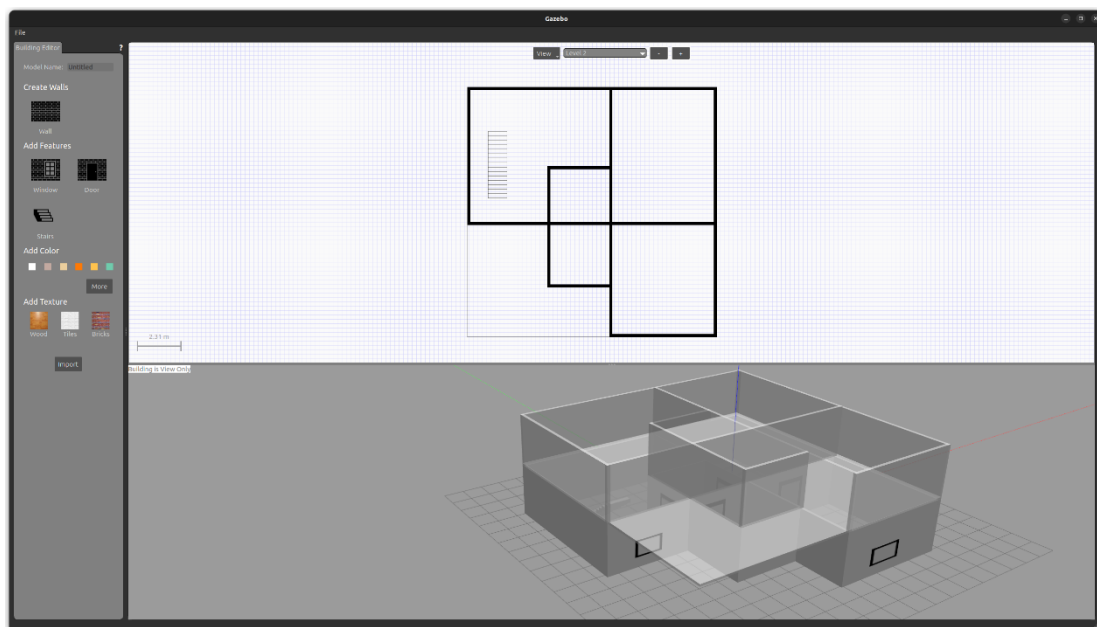 Gazebo
File
Building Editor
?
Model Name: Untitled
Create Walls
Wall
Add Features
Window Door
Stairs
Add Color
More
Add Texture
Wood Tiles Bricks
Import
View Level 2 - +
2.31 m
Building is View Only